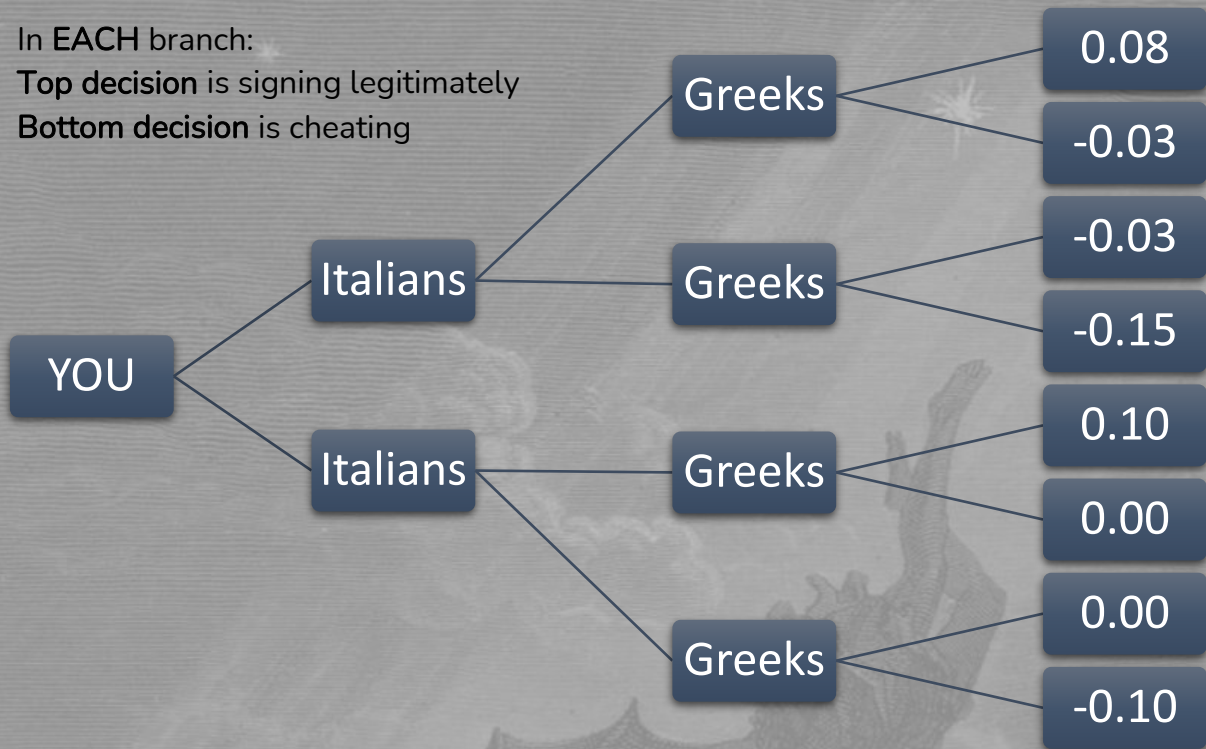 In EACH branch:
Top decision is signing legitimately
Bottom decision is cheating
YOU
Italians
Italians
Greeks
Greeks
Greeks
Greeks
0.08
-0.03
-0.03
-0.15
0.10
0.00
0.00
-0.10